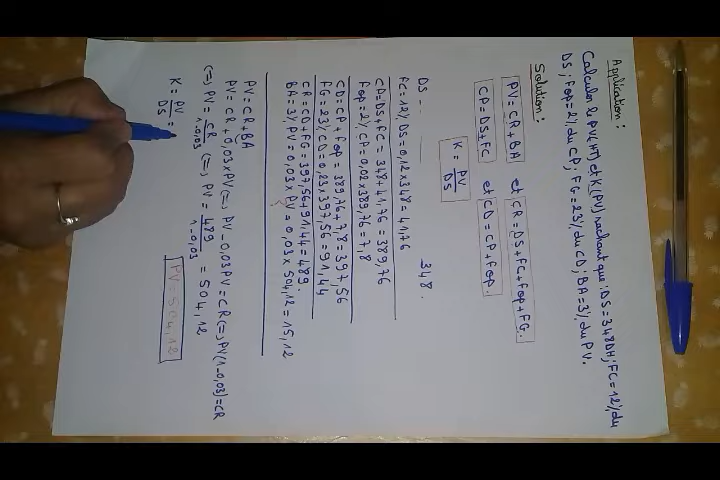 Application :
Calculer le PV(HT) et K(PV) sachant que : DS = 348DH ; FC = 12% du
DS ; Fop = 2% du CP ; FG = 23% du CD ; BA = 3% du PV.
Solution :
PV = CR + BA et CR = DS + FC + Fop + FG.
CP = DS + FC et CD = CP + Fop.
K = PV/DS
DS - - 348.
FC = 12% DS = 0,12 x 348 = 41,76
CP = DS + FC = 348 + 41,76 = 389,76
Fop = 2% CP = 0,02 x 389,76 = 7,8
CD = CP + Fop = 389,76 + 7,8 = 397,56
FG = 23% CD = 0,23 x 397,56 = 91,44
CR = CD + FG = 397,56 + 91,44 = 489.
BA = 3% PV = 0,03 x PV = 0,03 x 504,12 = 15,12
PV = CR + BA
PV = CR + 0,03 x PV (=) PV - 0,03PV = CR (=) PV(1-0,03) = CR
(=) PV = CR/1-0,03 (=) PV = 489/1-0,03 = 504,12
PV = 504,12
K = PV/DS =